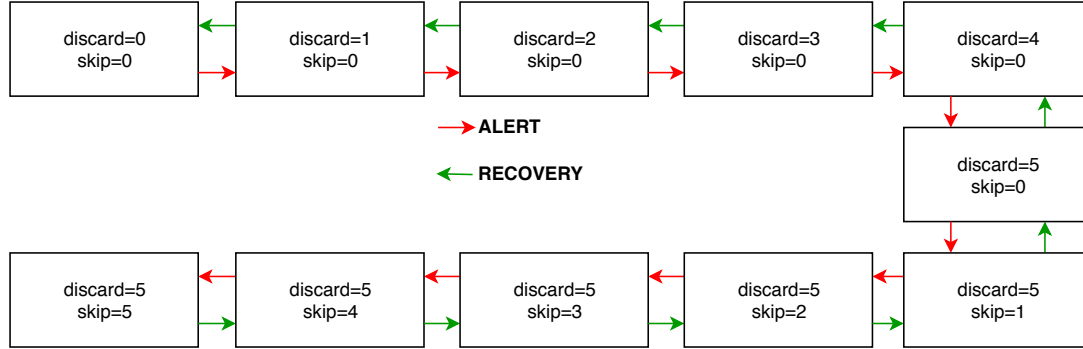 discard=0
skip=0
discard=1
skip=0
discard=2
skip=0
discard=3
skip=0
discard=4
skip=0
ALERT
RECOVERY
discard=5
skip=0
discard=5
skip=5
discard=5
skip=4
discard=5
skip=3
discard=5
skip=2
discard=5
skip=1